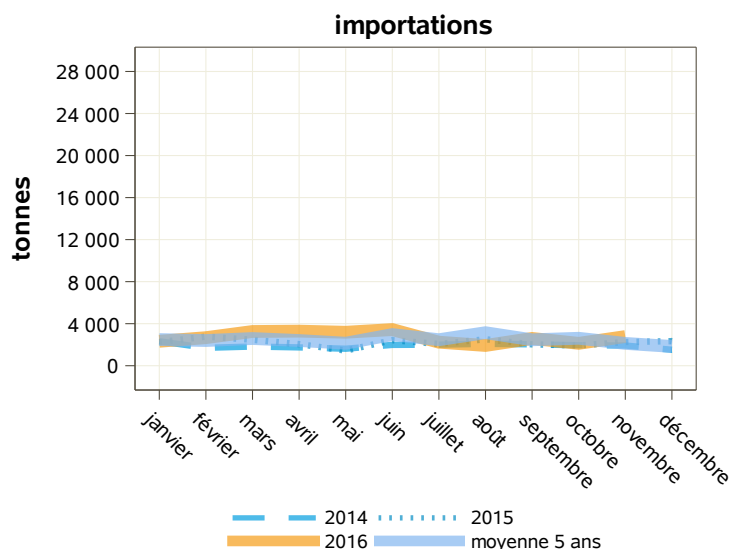 importations
tonnes
28 000
24 000
20 000
16 000
12 000
8 000
4 000
0
janvier
février
mars
avril
mai
juin
juillet
août
septembre
octobre
novembre
décembre
2014 2015
2016 moyenne 5 ans